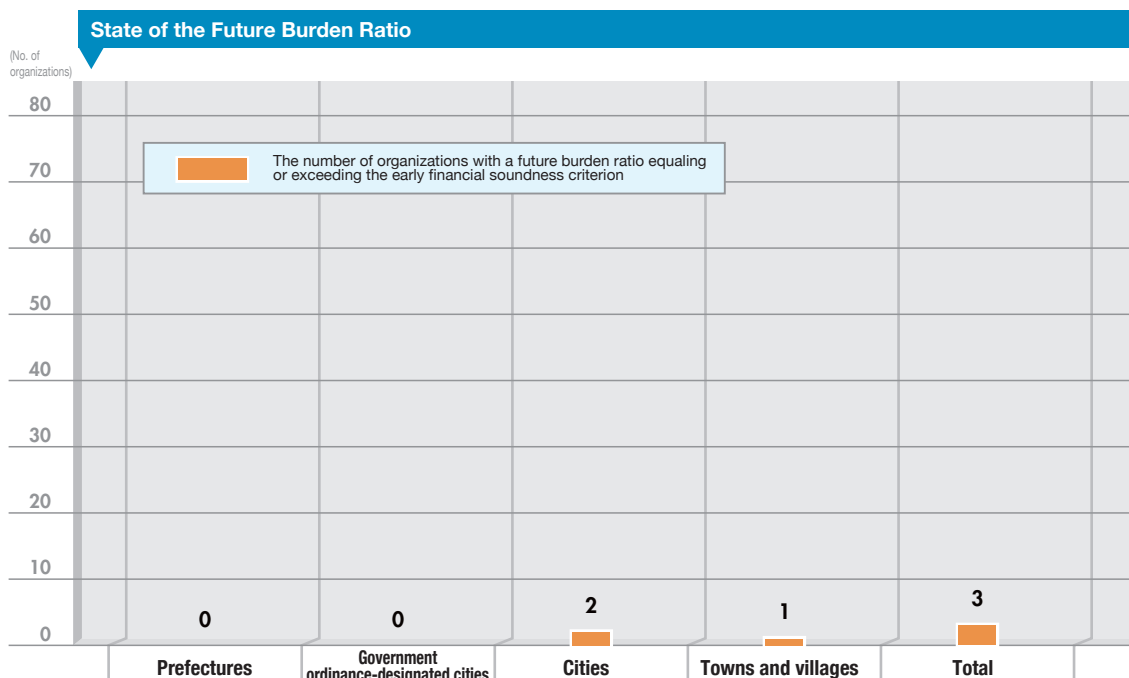 State of the Future Burden Ratio
(No. of
organizations)
80
70
60
50
40
30
20
10
0
The number of organizations with a future burden ratio equaling
or exceeding the early financial soundness criterion
0
0
2
1
3
Prefectures
Government
ordinance-designated cities
Cities
Towns and villages
Total